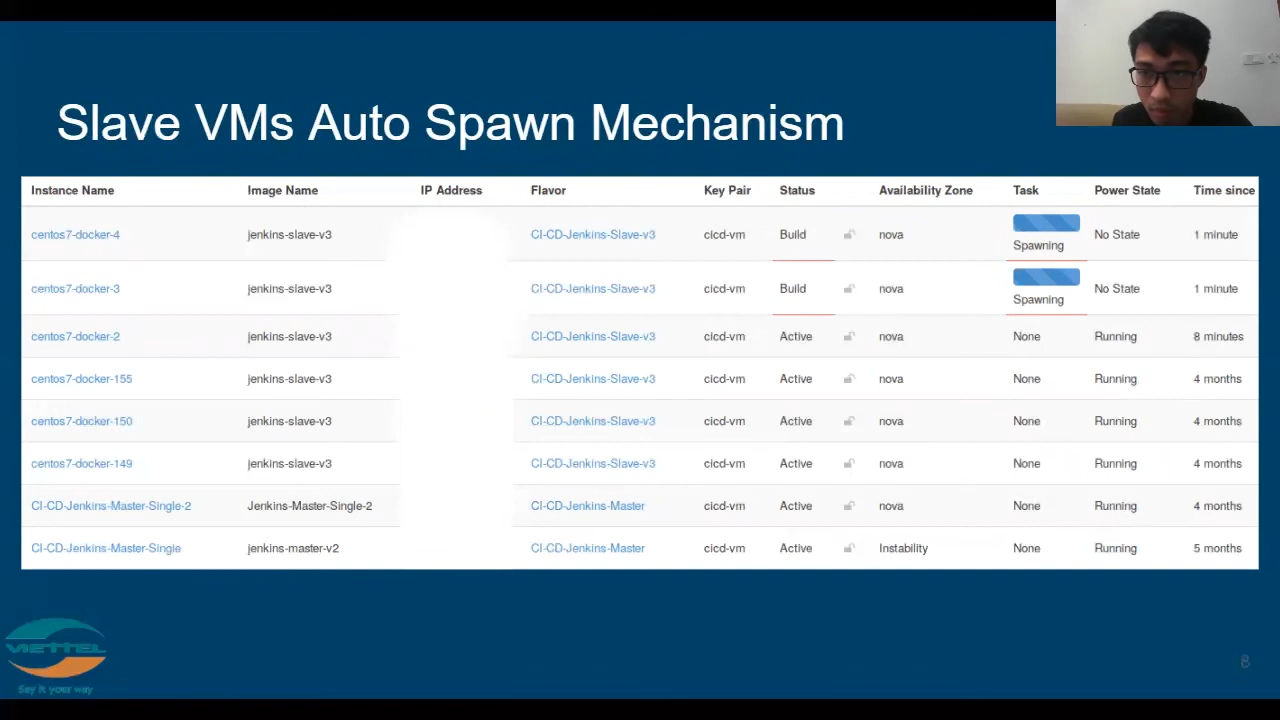 Slave VMs Auto Spawn Mechanism
Instance Name Image Name IP Address Flavor Key Pair Status Availability Zone Task Power State Time since
centos7-docker-4 jenkins-slave-v3 CI-CD-Jenkins-Slave-v3 cicd-vm Build nova Spawning No State 1 minute
centos7-docker-3 jenkins-slave-v3 CI-CD-Jenkins-Slave-v3 cicd-vm Build nova Spawning No State 1 minute
centos7-docker-2 jenkins-slave-v3 CI-CD-Jenkins-Slave-v3 cicd-vm Active nova None Running 8 minutes
centos7-docker-155 jenkins-slave-v3 CI-CD-Jenkins-Slave-v3 cicd-vm Active nova None Running 4 months
centos7-docker-150 jenkins-slave-v3 CI-CD-Jenkins-Slave-v3 cicd-vm Active nova None Running 4 months
centos7-docker-149 jenkins-slave-v3 CI-CD-Jenkins-Slave-v3 cicd-vm Active nova None Running 4 months
CI-CD-Jenkins-Master-Single-2 Jenkins-Master-Single-2 CI-CD-Jenkins-Master cicd-vm Active nova None Running 4 months
CI-CD-Jenkins-Master-Single jenkins-master-v2 CI-CD-Jenkins-Master cicd-vm Active Instability None Running 5 months
VIETTEL
Say it your way
8